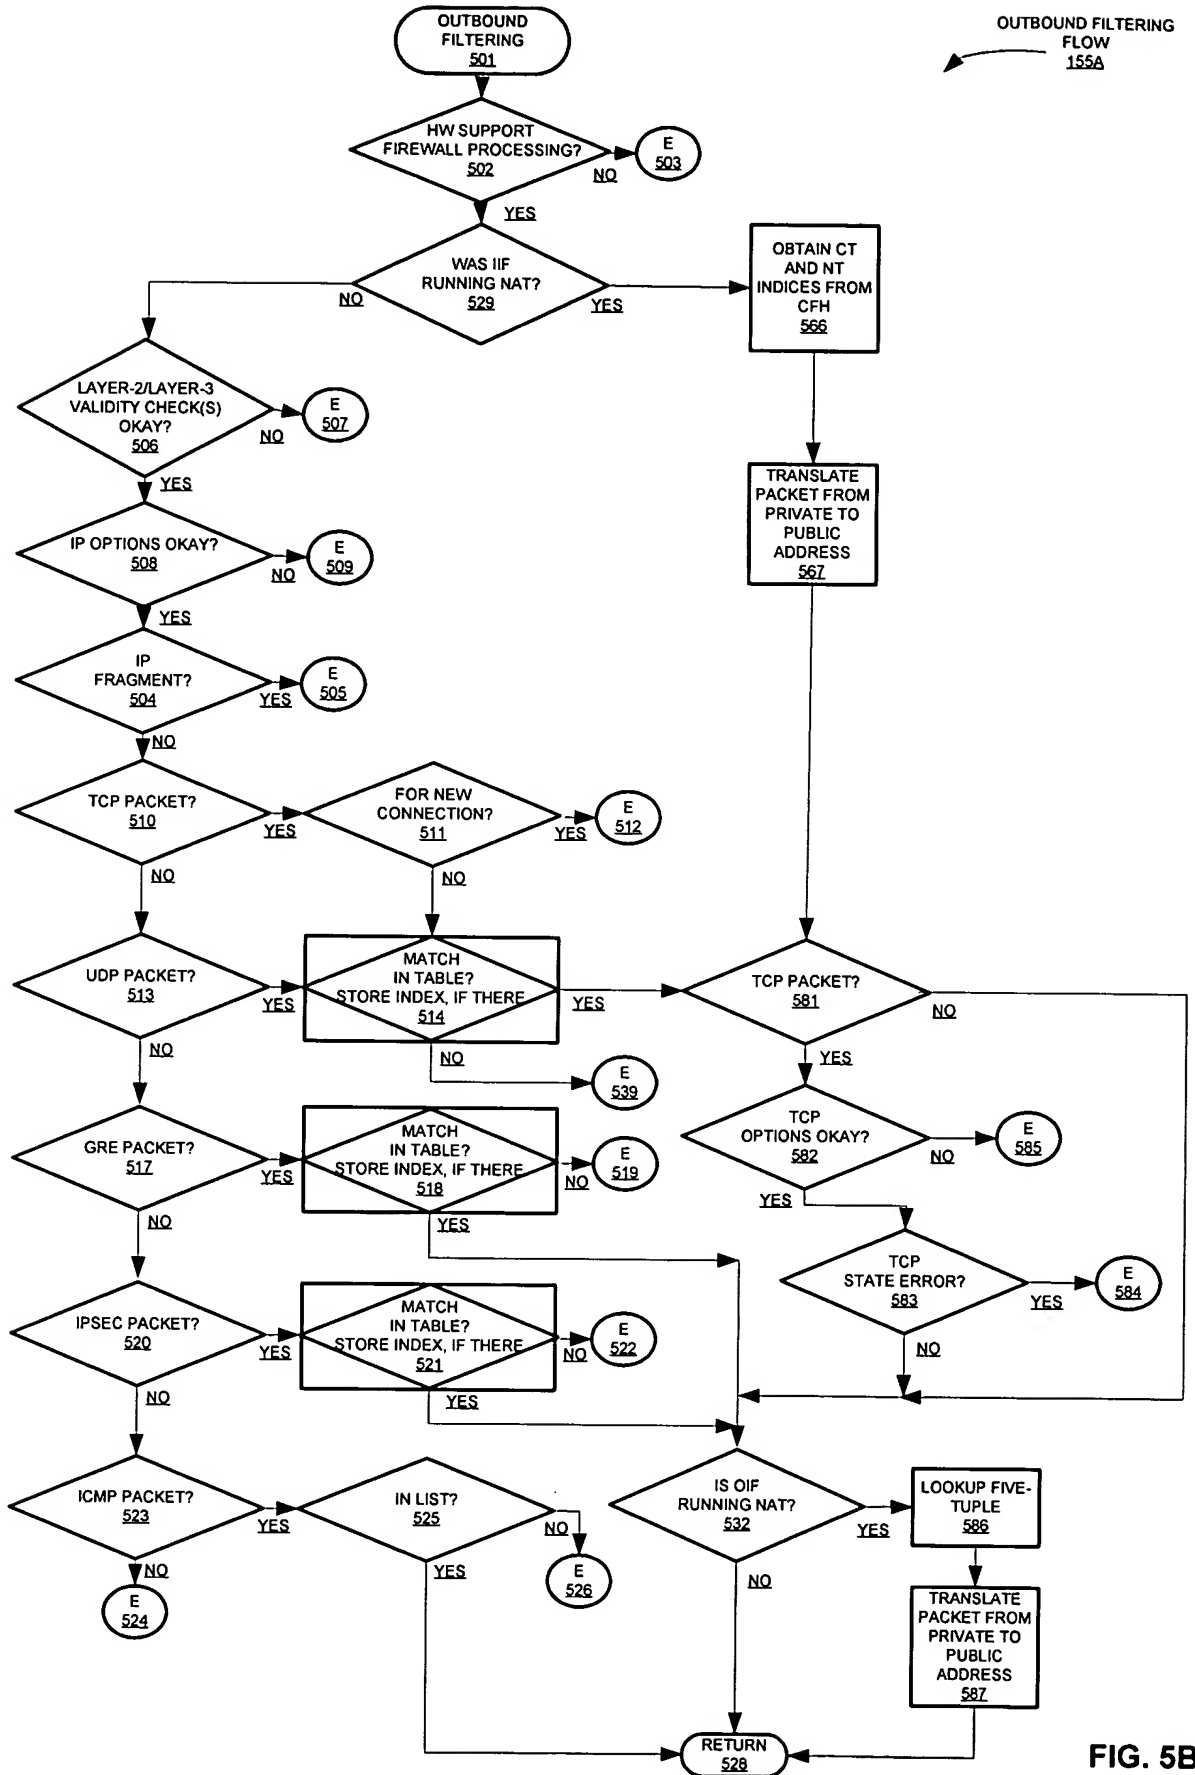 OUTBOUND
FILTERING
501
OUTBOUND FILTERING
FLOW
155A
HW SUPPORT
FIREWALL PROCESSING?
502
NO
E
503
YES
WAS IIF
RUNNING NAT?
529
NO
YES
OBTAIN CT
AND NT
INDICES FROM
CFH
566
LAYER-2/LAYER-3
VALIDITY CHECK(S)
OKAY?
506
NO
E
507
YES
TRANSLATE
PACKET FROM
PRIVATE TO
PUBLIC
ADDRESS
567
IP OPTIONS OKAY?
508
NO
E
509
YES
IP
FRAGMENT?
504
YES
E
505
NO
TCP PACKET?
510
YES
FOR NEW
CONNECTION?
511
YES
E
512
NO
NO
UDP PACKET?
513
YES
MATCH
IN TABLE?
STORE INDEX, IF THERE
514
YES
TCP PACKET?
581
NO
NO
NO
E
539
YES
TCP
OPTIONS OKAY?
582
NO
E
585
YES
GRE PACKET?
517
YES
MATCH
IN TABLE?
STORE INDEX, IF THERE
518
NO
E
519
NO
YES
TCP
STATE ERROR?
583
YES
E
584
NO
IPSEC PACKET?
520
YES
MATCH
IN TABLE?
STORE INDEX, IF THERE
521
NO
E
522
NO
YES
ICMP PACKET?
523
YES
IN LIST?
525
NO
E
526
YES
NO
E
524
IS OIF
RUNNING NAT?
532
YES
LOOKUP FIVE-
TUPLE
586
NO
TRANSLATE
PACKET FROM
PRIVATE TO
PUBLIC
ADDRESS
587
RETURN
528
FIG. 5B